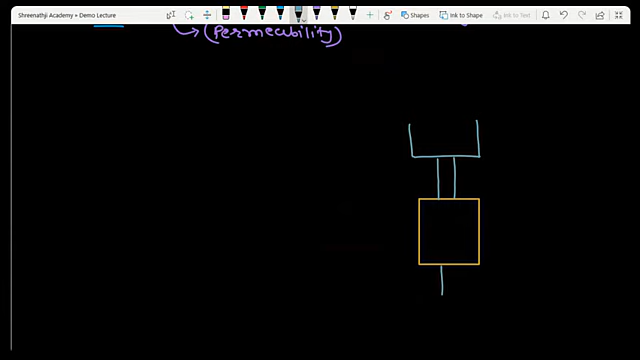 Shreenathji Academy • Demo Lecture
Shapes
Ink to Shape
Ink to Text
(Permeability)